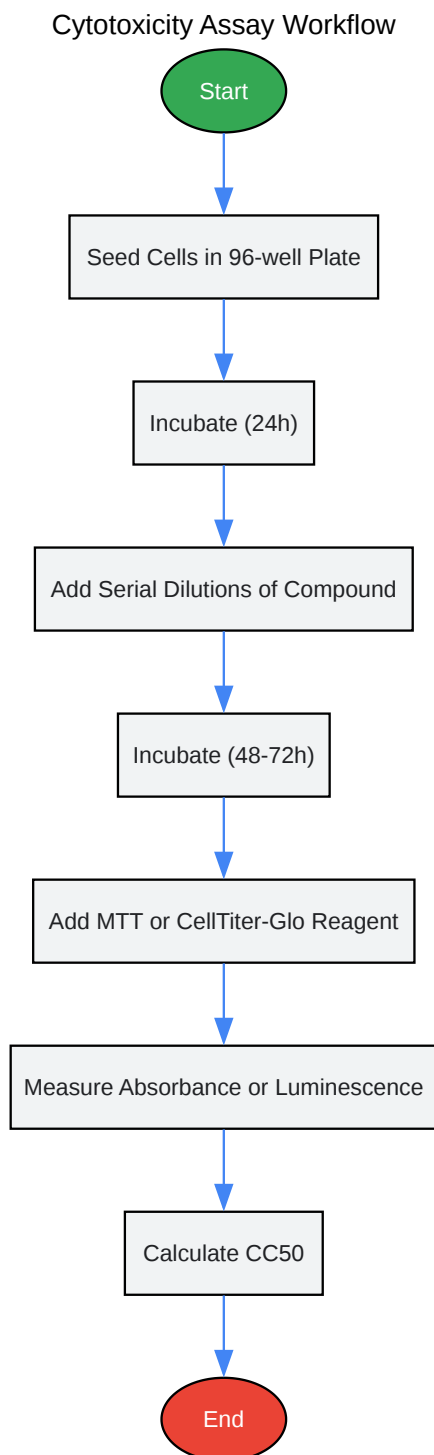 Cytotoxicity Assay Workflow
Start
Seed Cells in 96-well Plate
Incubate (24h)
Add Serial Dilutions of Compound
Incubate (48-72h)
Add MTT or CellTiter-Glo Reagent
Measure Absorbance or Luminescence
Calculate CC50
End